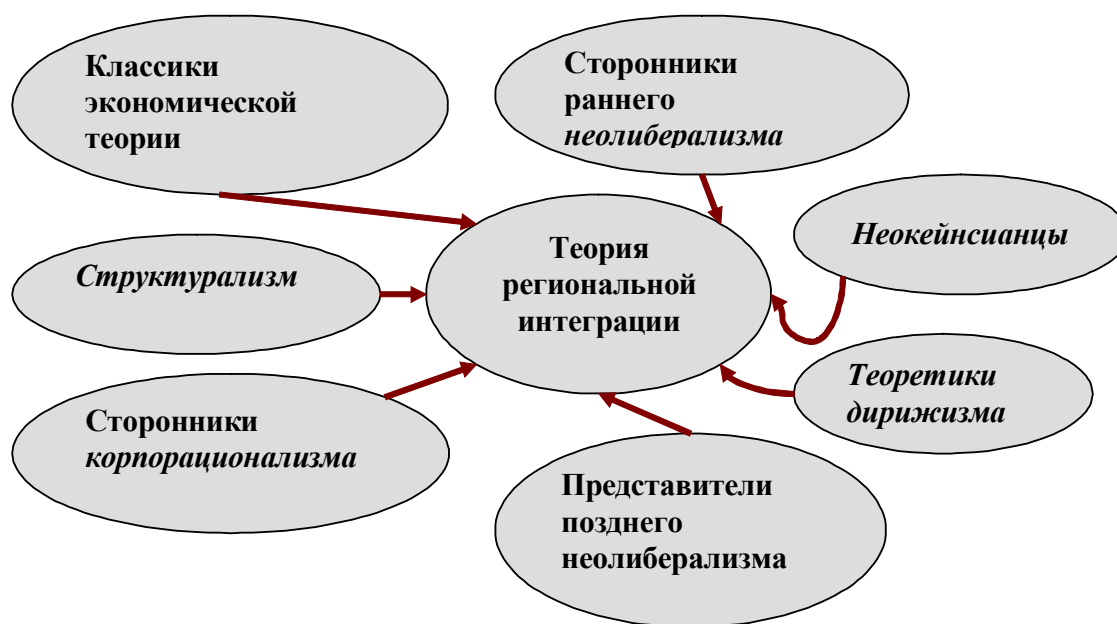 Классики
экономической
теории
Сторонники
раннего
неолиберализма
Неокейнсианцы
Структурализм
Теория
региональной
интеграции
Теоретики
дирижизма
Сторонники
корпорационализма
Представители
позднего
неолиберализма